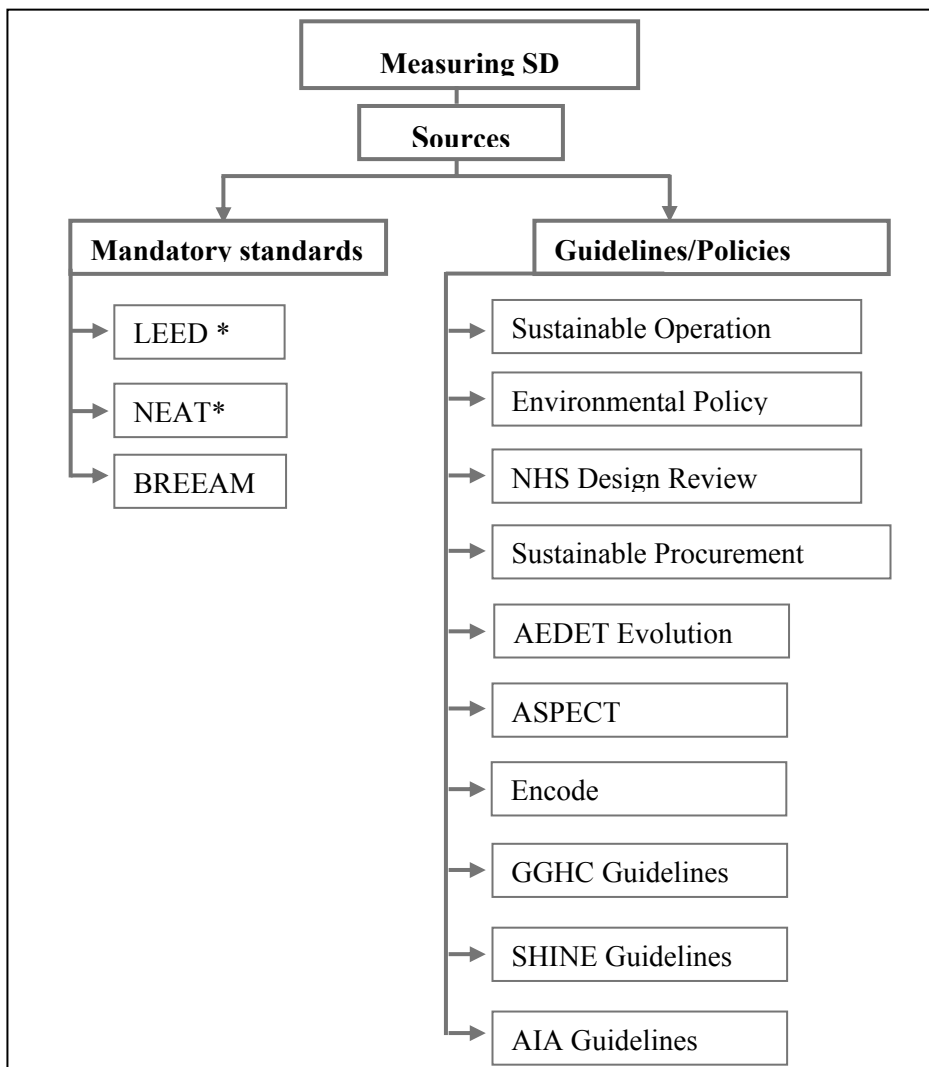 Measuring SD
Sources
Mandatory standards
LEED *
NEAT*
BREEAM
Guidelines/Policies
Sustainable Operation
Environmental Policy
NHS Design Review
Sustainable Procurement
AEDET Evolution
ASPECT
Encode
GGHC Guidelines
SHINE Guidelines
AIA Guidelines